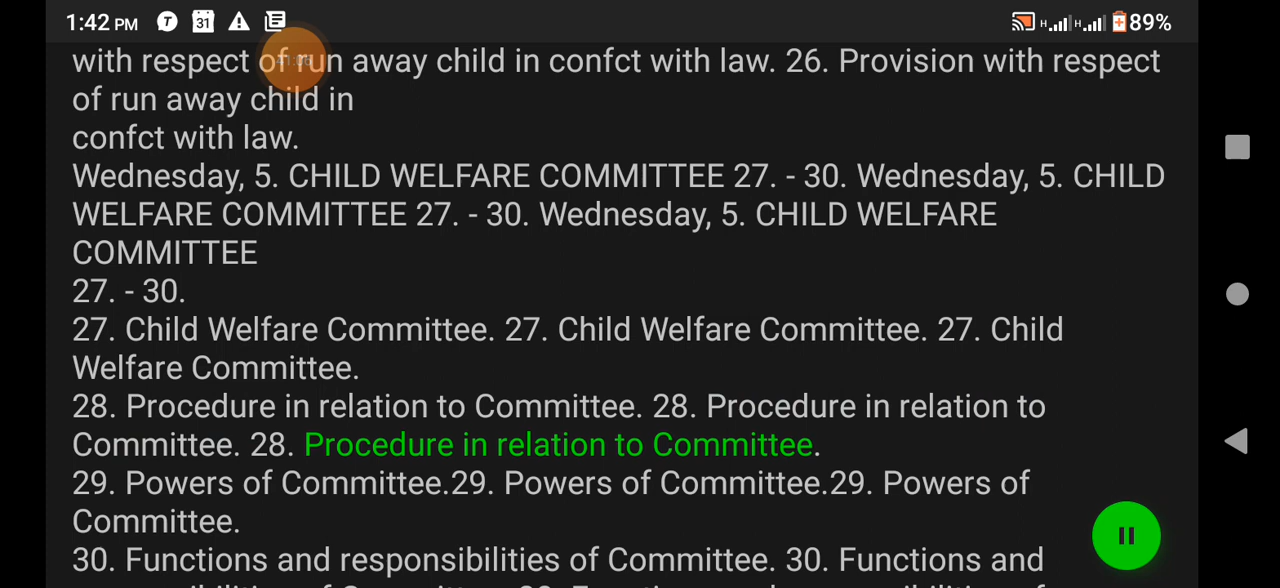 1:42 PM T 31 H H 89%
with respect of run away child in confct with law. 26. Provision with respect
of run away child in
confct with law.
Wednesday, 5. CHILD WELFARE COMMITTEE 27. - 30. Wednesday, 5. CHILD
WELFARE COMMITTEE 27. - 30. Wednesday, 5. CHILD WELFARE
COMMITTEE
27. - 30.
27. Child Welfare Committee. 27. Child Welfare Committee. 27. Child
Welfare Committee.
28. Procedure in relation to Committee. 28. Procedure in relation to
Committee. 28. Procedure in relation to Committee.
29. Powers of Committee.29. Powers of Committee.29. Powers of
Committee.
30. Functions and responsibilities of Committee. 30. Functions and